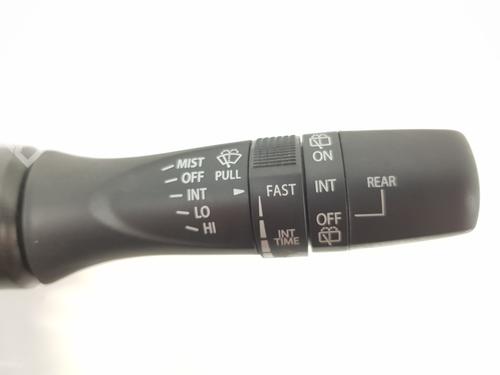 MIST
OFF
INT
LO
HI
PULL
FAST
INT
TIME
ON
INT
OFF
REAR